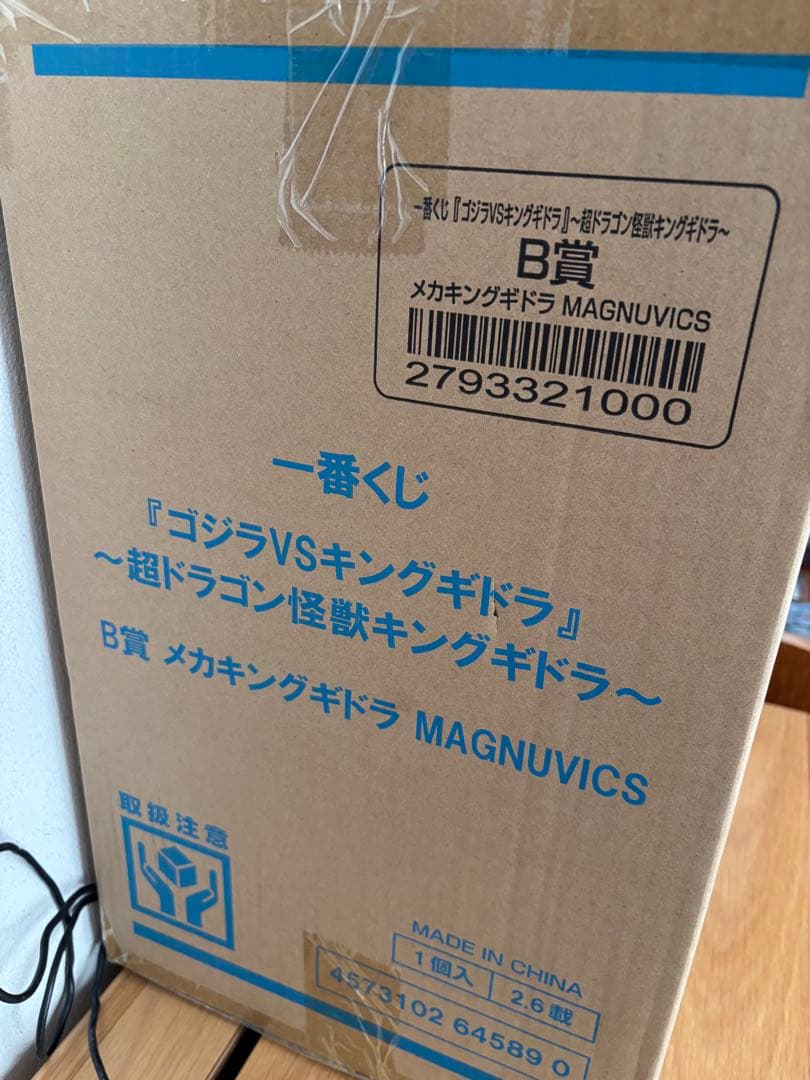 一番くじ『ゴジラVSキングギドラ』～超ドラゴン怪獣キングギドラ～
B賞
メカキングギドラ MAGNUVICS
2793321000
一番くじ
『ゴジラVSキングギドラ』
～超ドラゴン怪獣キングギドラ～
B賞 メカキングギドラ MAGNUVICS
取扱注意
MADE IN CHINA
1個入 2.6載
4573102 64589 0